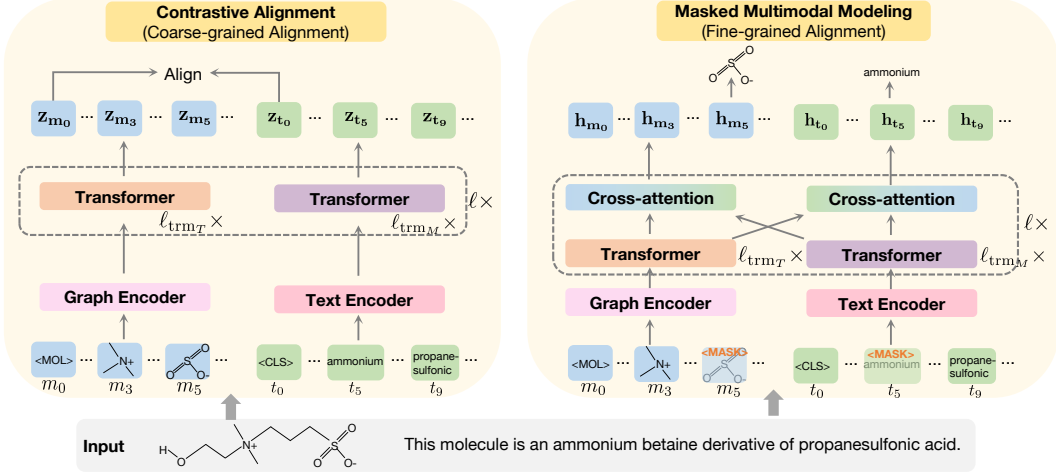 Contrastive Alignment
(Coarse-grained Alignment)
Align
z_{m_0} ... z_{m_3} ... z_{m_5} ... z_{t_0} ... z_{t_5} ... z_{t_9} ...
Transformer
Transformer
ℓ_{trm_T} ×
ℓ_{trm_M} ×
ℓ×
Graph Encoder
Text Encoder
<MOL> ... N+ ... O S O O- ... <CLS> ... ammonium ... propane-
sulfonic ...
m_0 m_3 m_5 t_0 t_5 t_9
Masked Multimodal Modeling
(Fine-grained Alignment)
O S O O-
ammonium
h_{m_0} ... h_{m_3} ... h_{m_5} ... h_{t_0} ... h_{t_5} ... h_{t_9} ...
Cross-attention
Cross-attention
ℓ×
Transformer
ℓ_{trm_T} ×
Transformer
ℓ_{trm_M} ×
Graph Encoder
Text Encoder
<MOL> ... N+ ... <MASK> O S O O- ... <CLS> ... <MASK> ammonium ... propane-
sulfonic ...
m_0 m_3 m_5 t_0 t_5 t_9
Input
H O N+ O S O O-
This molecule is an ammonium betaine derivative of propanesulfonic acid.